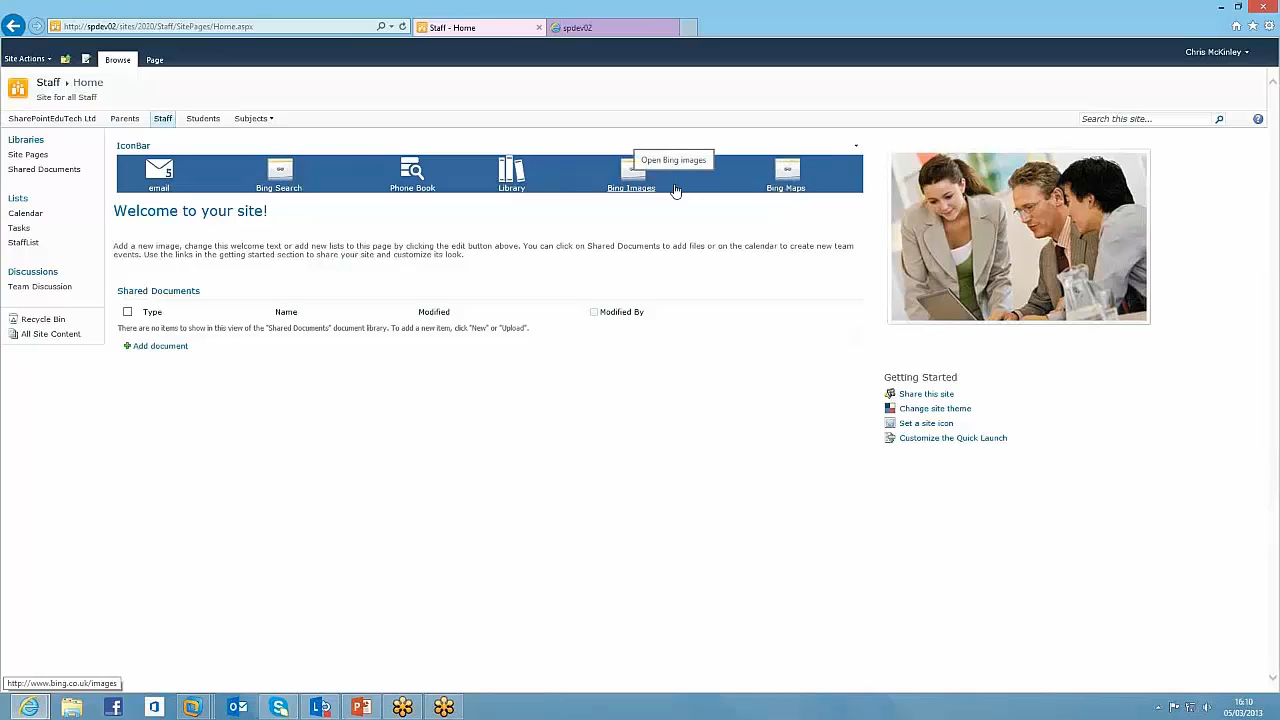 http://spdev02/sites/2020/Staff/SitePages/Home.aspx
Staff - Home
spdev02
Site Actions
Browse
Page
Chris McKinley
Staff Home
Site for all Staff
SharePointEduTech Ltd
Parents
Staff
Students
Subjects
Search this site...
Libraries
Site Pages
Shared Documents
Lists
Calendar
Tasks
StaffList
Discussions
Team Discussion
Recycle Bin
All Site Content
IconBar
Open Bing images
5
email
Bing Search
Phone Book
Library
Bing Images
Bing Maps
Welcome to your site!
Add a new image, change this welcome text or add new lists to this page by clicking the edit button above. You can click on Shared Documents to add files or on the calendar to create new team
events. Use the links in the getting started section to share your site and customize its look.
Shared Documents
Type Name Modified Modified By
There are no items to show in this view of the "Shared Documents" document library. To add a new item, click "New" or "Upload".
Add document
Getting Started
Share this site
Change site theme
Set a site icon
Customize the Quick Launch
http://www.bing.co.uk/images
16:10
05/03/2013